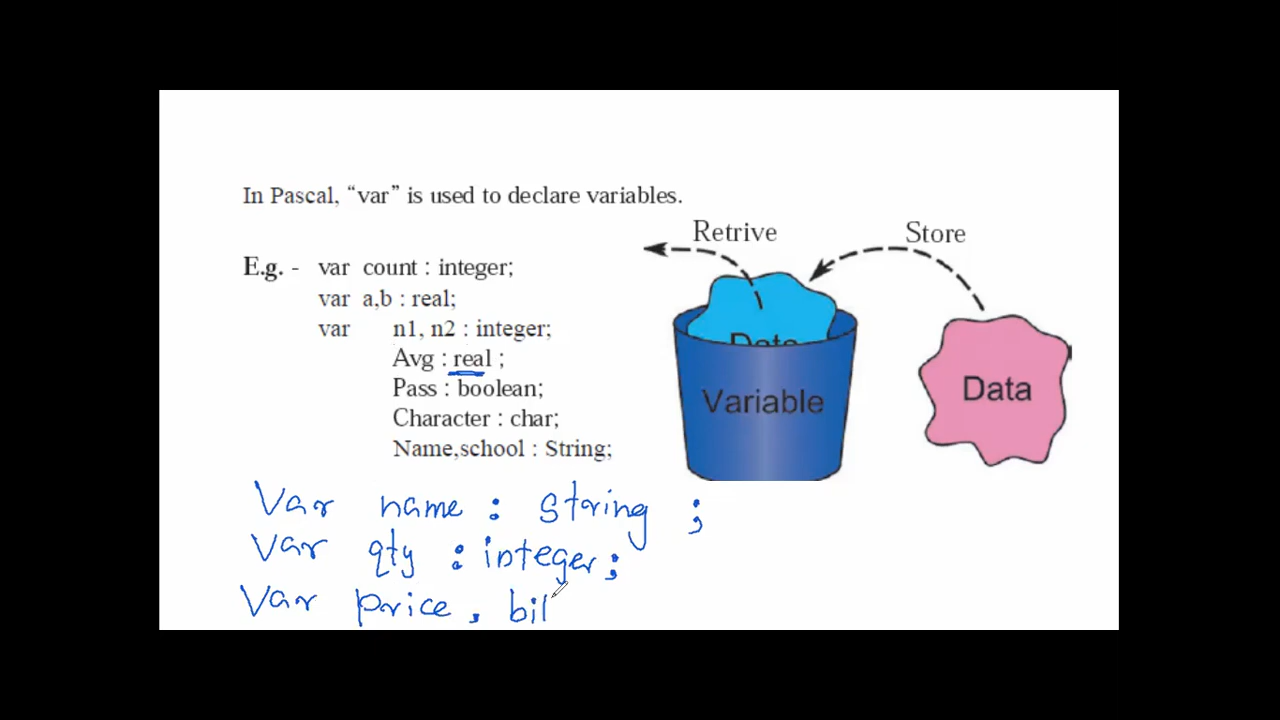 In Pascal, “var” is used to declare variables.
Retrive
Store
E.g. - var count : integer;
var a,b : real;
var n1, n2 : integer;
Avg : real ;
Pass : boolean;
Character : char;
Name,school : String;
Data
Variable
Data
Var name : string ;
Var qty : integer;
Var price, bil